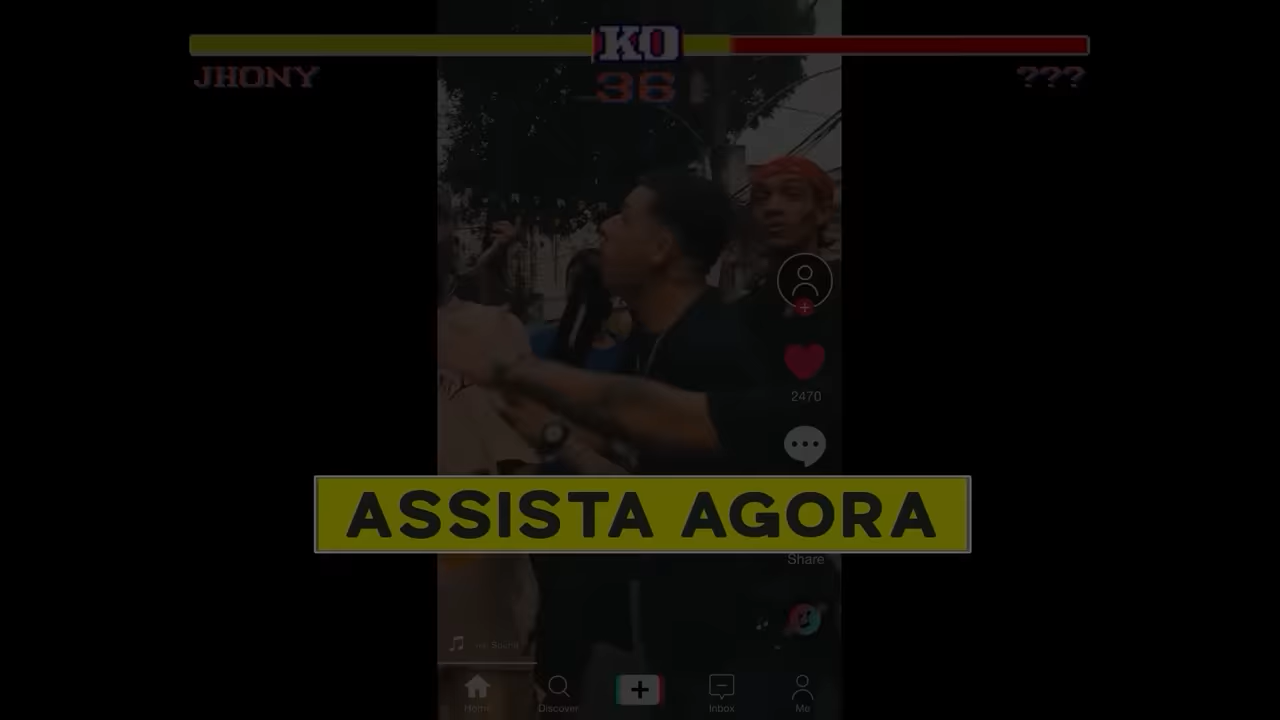 KO
JHONY
36
???
2470
ASSISTA AGORA
Share
Home
Discover
Inbox
Me